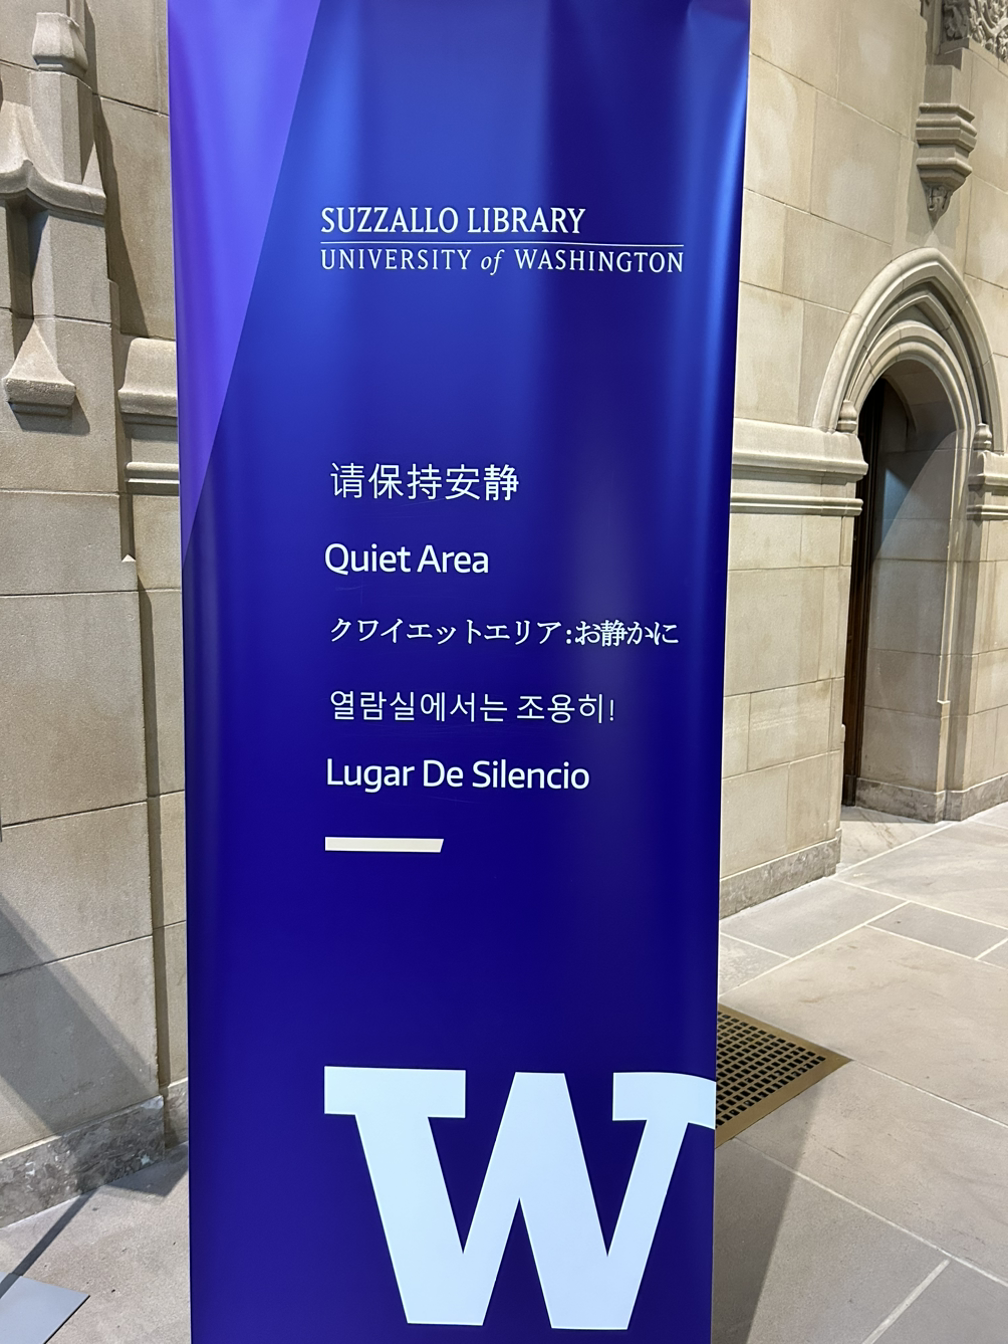 SUZZALLO LIBRARY
UNIVERSITY of WASHINGTON
请保持安静
Quiet Area
クワイエットエリア:お静かに
열람실에서는 조용히!
Lugar De Silencio
W